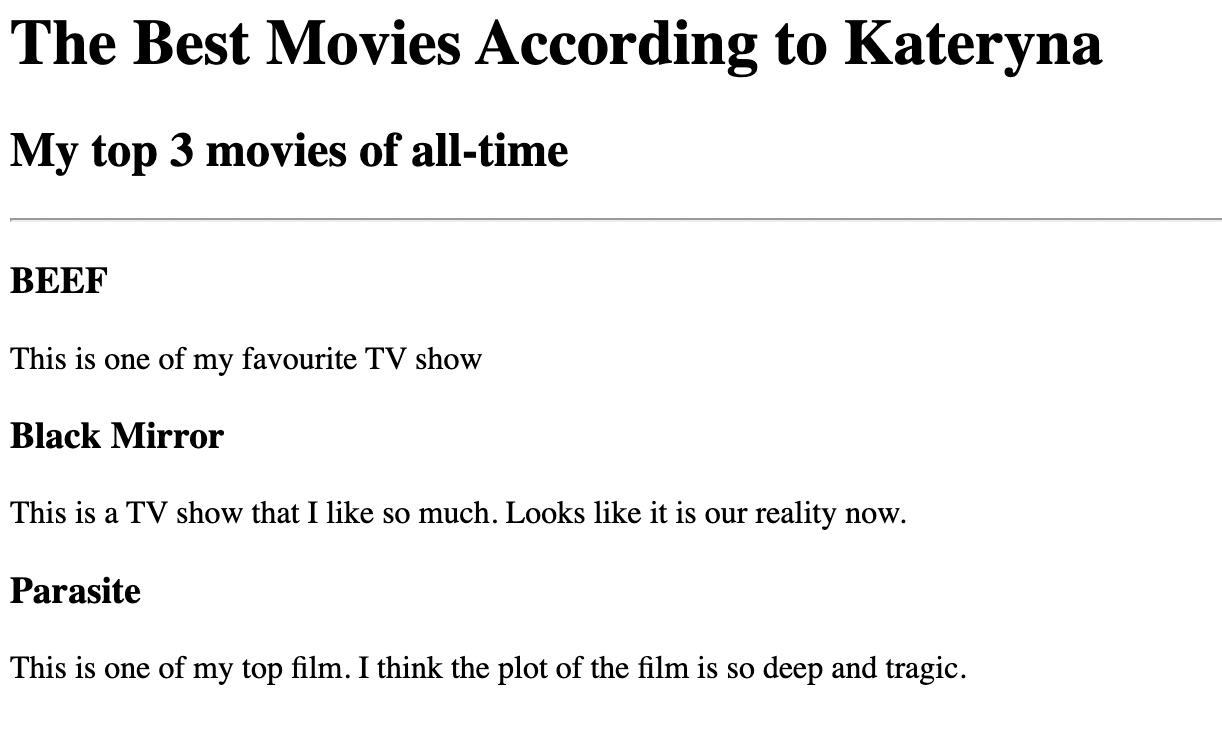 The Best Movies According to Kateryna
My top 3 movies of all-time
BEEF
This is one of my favourite TV show
Black Mirror
This is a TV show that I like so much. Looks like it is our reality now.
Parasite
This is one of my top film. I think the plot of the film is so deep and tragic.